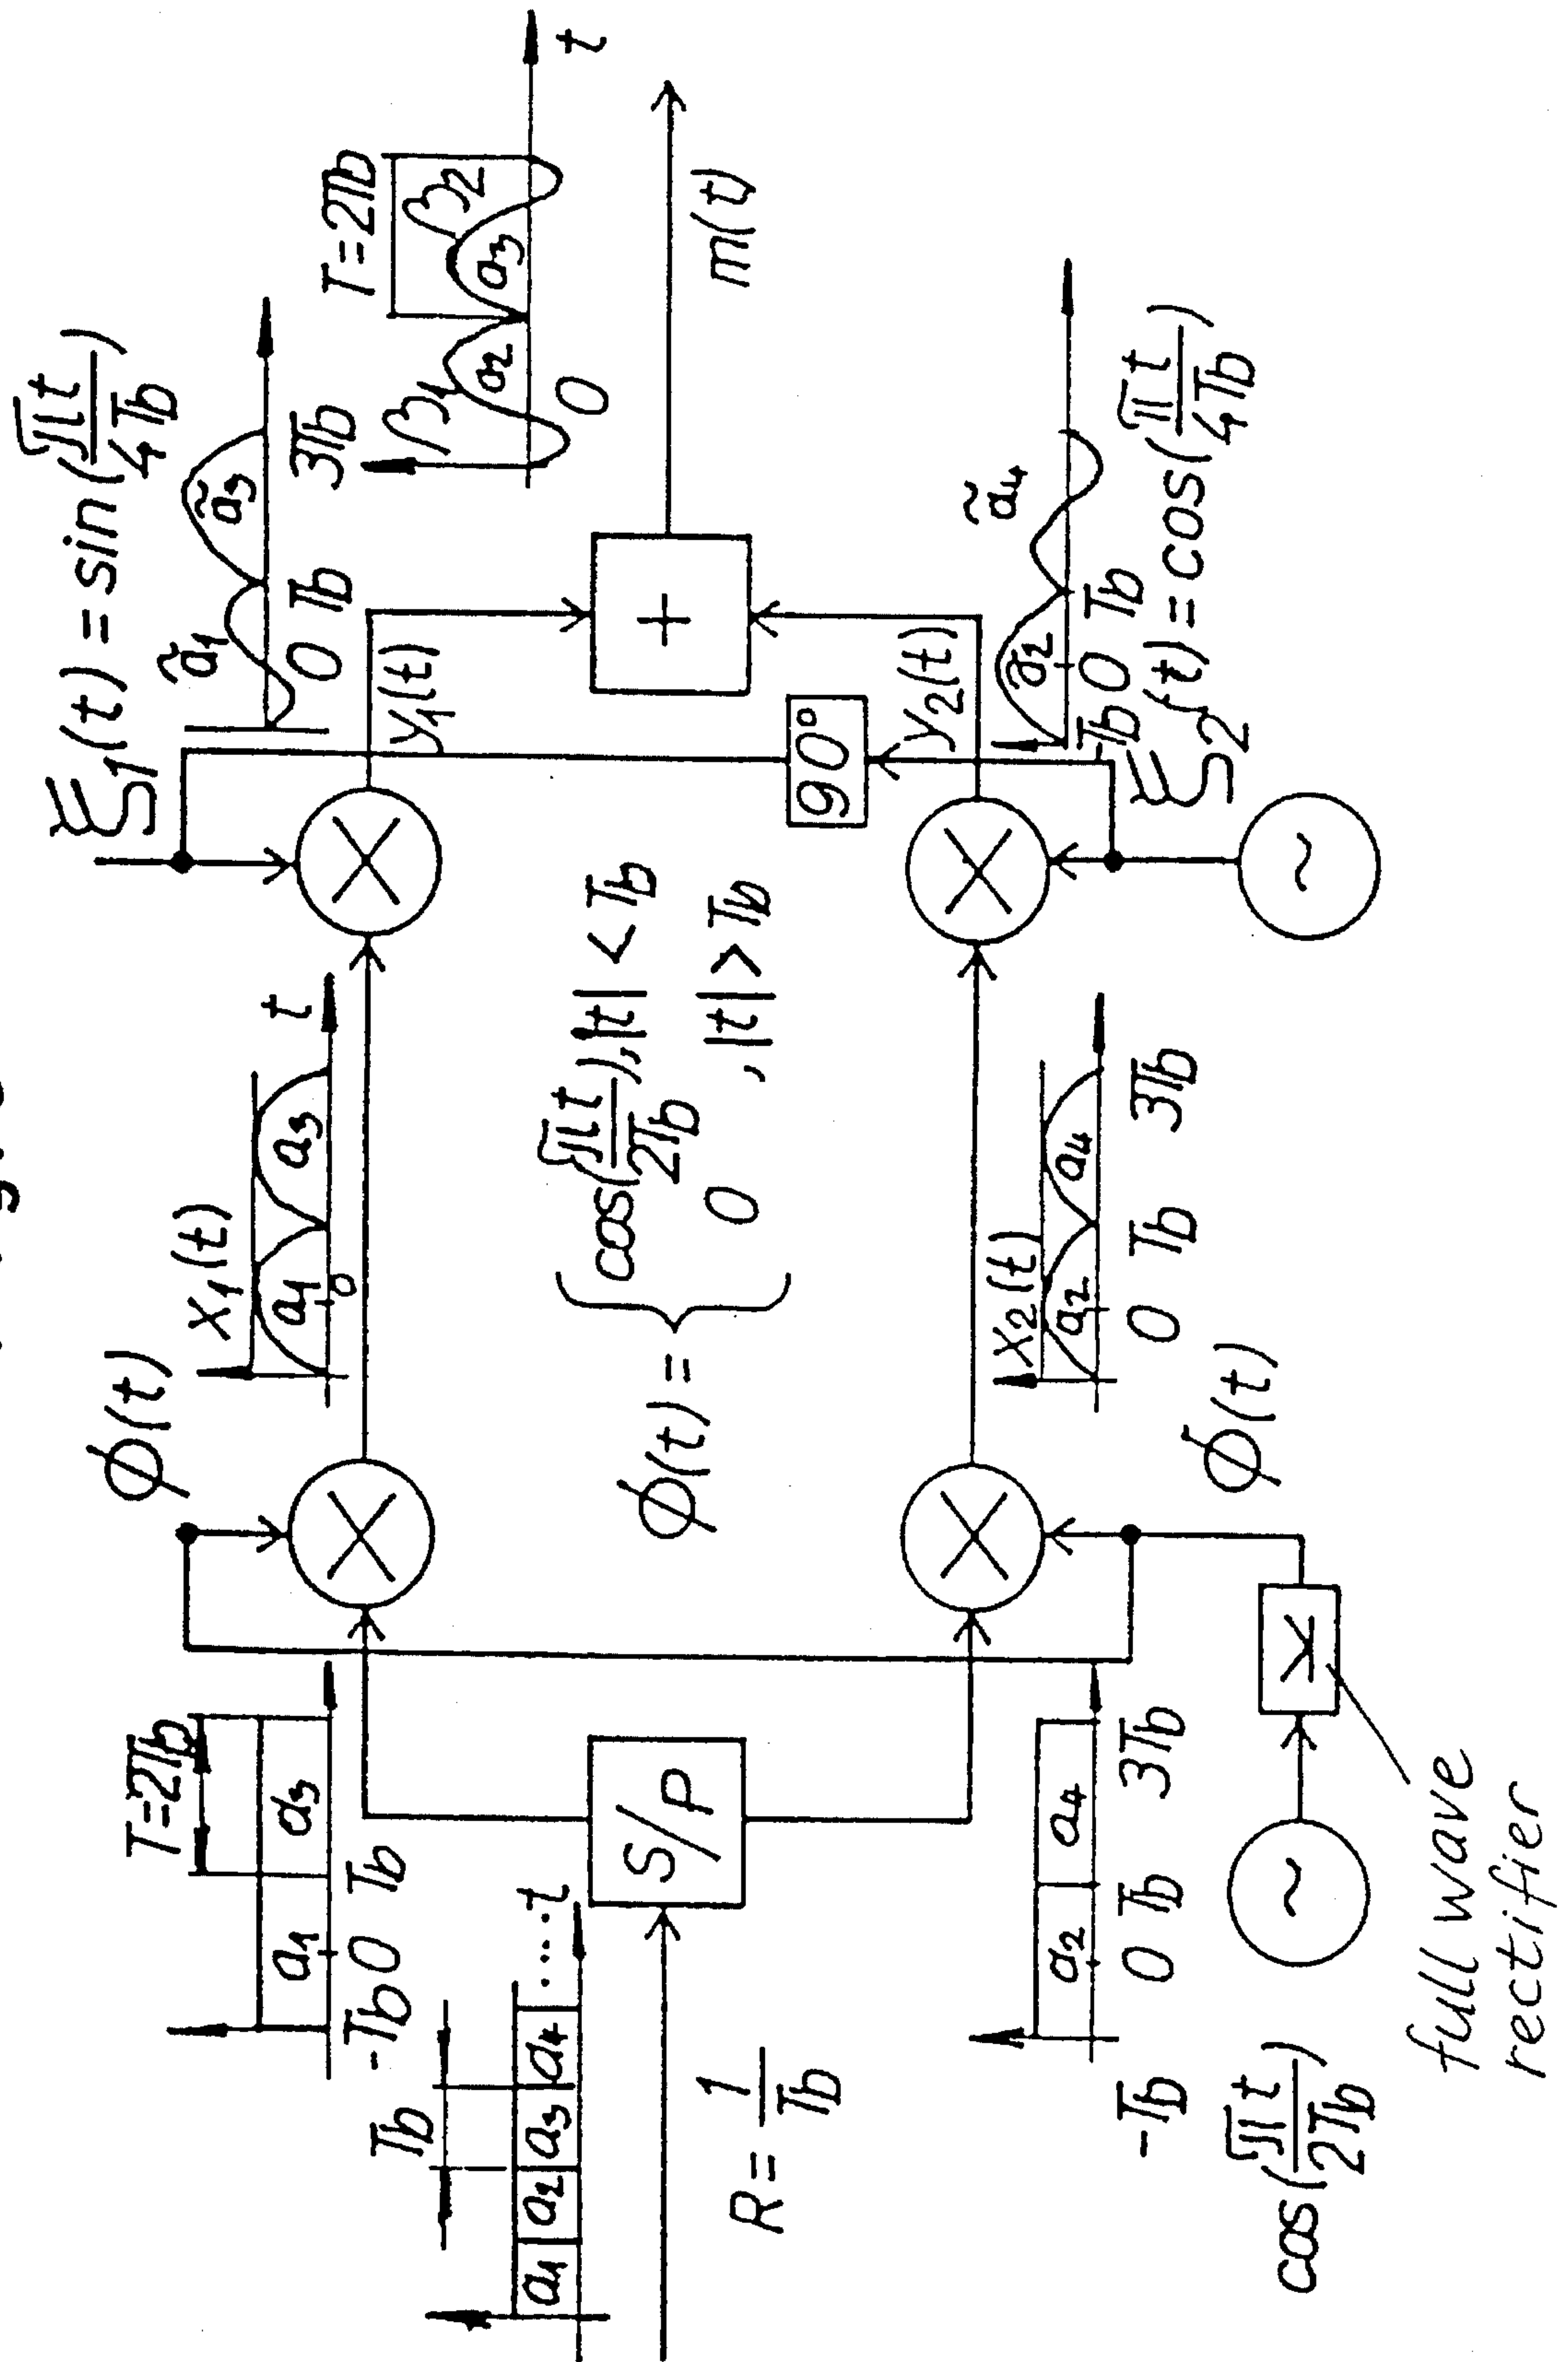 ξ1(t) = sin(πt/4Tb)
ϕ(t)
x1(t)
t
a1
a3
0
T=2Tb
a1
a3
-Tb 0 Tb
ã1
ã3
0 Tb 3Tb
y1(t)
T=2Tb
β1
β2
a2
a3
0
t
Tb
a1 a2 a3 a4 ....t
S/P
R = 1/Tb
ϕ(t) = { cos(πt/2Tb), |t| < Tb
0 , |t| > Tb
90°
+
m(t)
a2
a4
-Tb 0 Tb 3Tb
x2(t)
a2
a4
0 Tb 3Tb
y2(t)
ã2
ã4
-Tb 0 Tb
ξ2(t) = cos(πt/4Tb)
ϕ(t)
cos(πt/2Tb)
~
~
full wave
rectifier